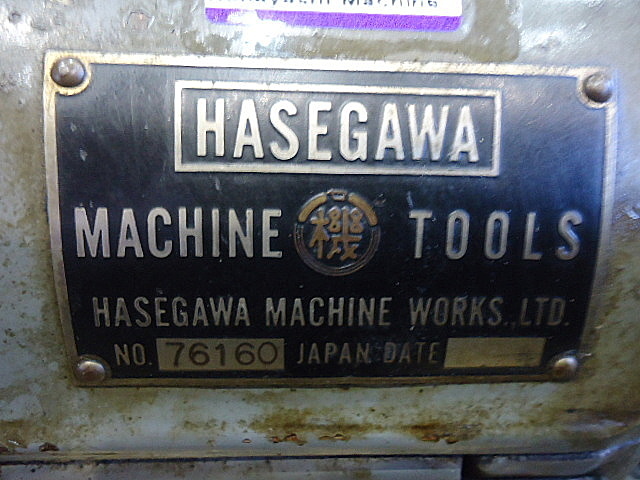 HASEGAWA
MACHINE 機 TOOLS
HASEGAWA MACHINE WORKS.,LTD.
NO. 76160 JAPAN DATE